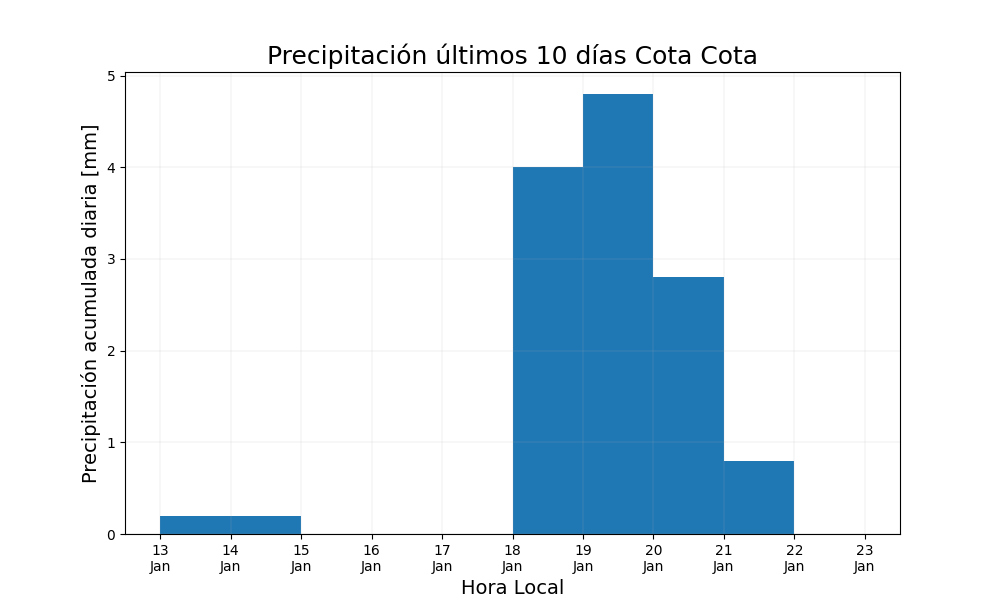 Precipitación últimos 10 días Cota Cota
Precipitación acumulada diaria [mm]
5
4
3
2
1
0
13 14 15 16 17 18 19 20 21 22 23
Jan Jan Jan Jan Jan Jan Jan Jan Jan Jan Jan
Hora Local